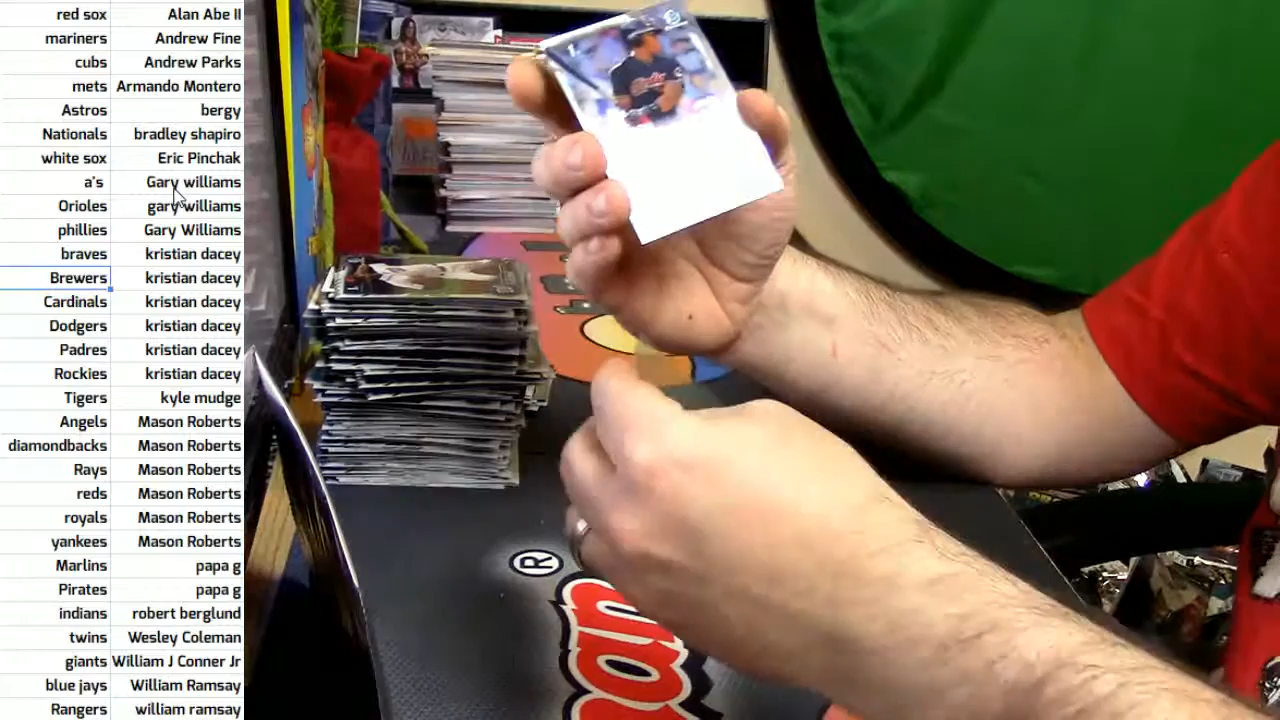 red sox Alan Abe II
mariners Andrew Fine
cubs Andrew Parks
mets Armando Montero
Astros bergy
Nationals bradley shapiro
white sox Eric Pinchak
a's Gary williams
Orioles gary williams
phillies Gary Williams
braves kristian dacey
Brewers kristian dacey
Cardinals kristian dacey
Dodgers kristian dacey
Padres kristian dacey
Rockies kristian dacey
Tigers kyle mudge
Angels Mason Roberts
diamondbacks Mason Roberts
Rays Mason Roberts
reds Mason Roberts
royals Mason Roberts
yankees Mason Roberts
Marlins papa g
Pirates papa g
indians robert berglund
twins Wesley Coleman
giants William J Conner Jr
blue jays William Ramsay
Rangers william ramsay
®